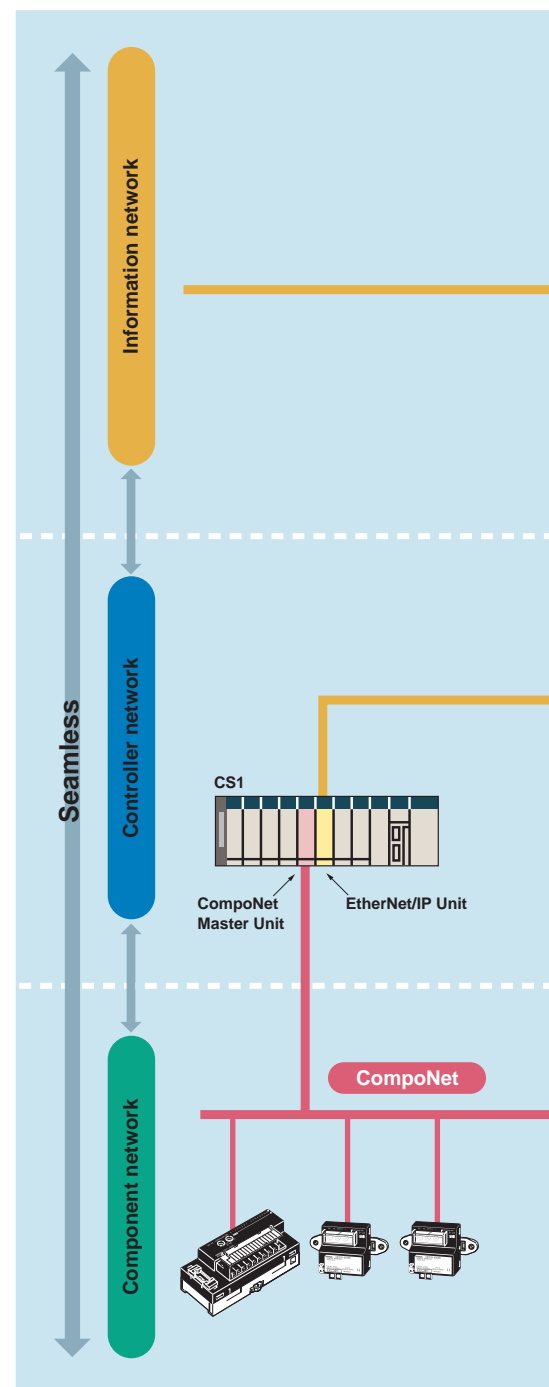 Seamless
Information network
Controller network
CS1
CompoNet
Master Unit
EtherNet/IP Unit
Component network
CompoNet